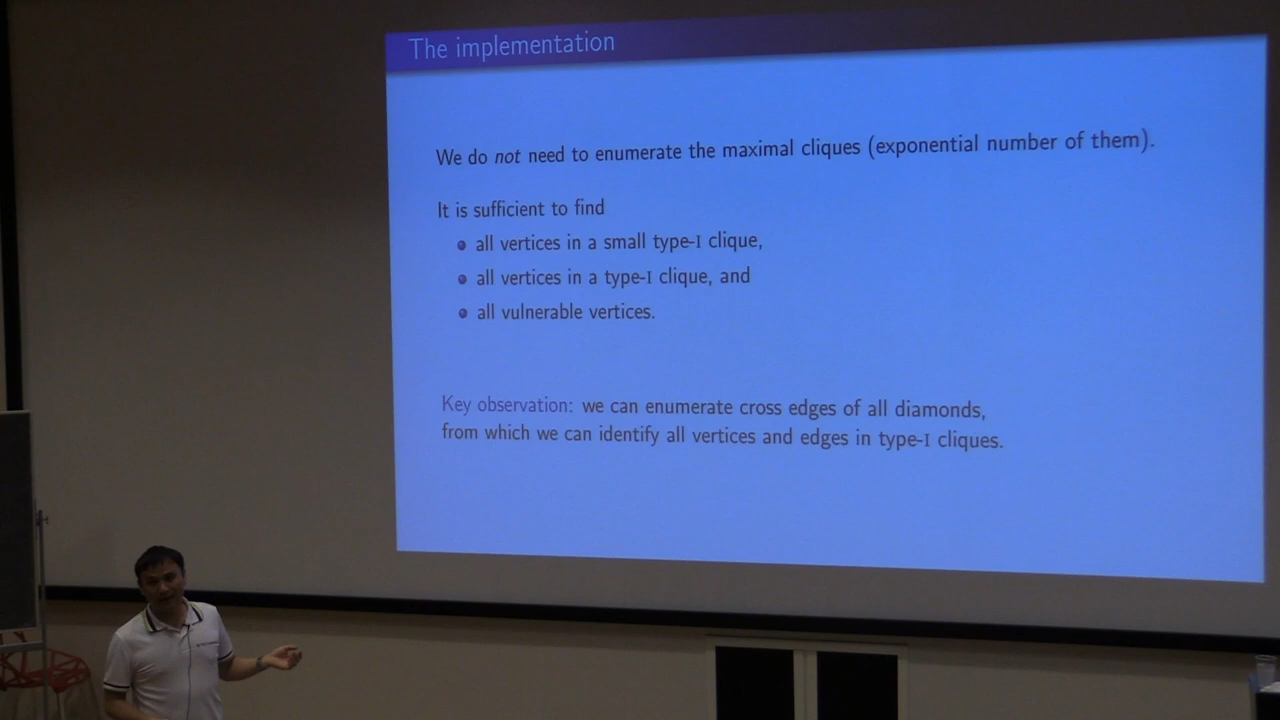 The implementation
We do not need to enumerate the maximal cliques (exponential number of them).
It is sufficient to find
• all vertices in a small type-I clique,
• all vertices in a type-I clique, and
• all vulnerable vertices.
Key observation: we can enumerate cross edges of all diamonds,
from which we can identify all vertices and edges in type-I cliques.